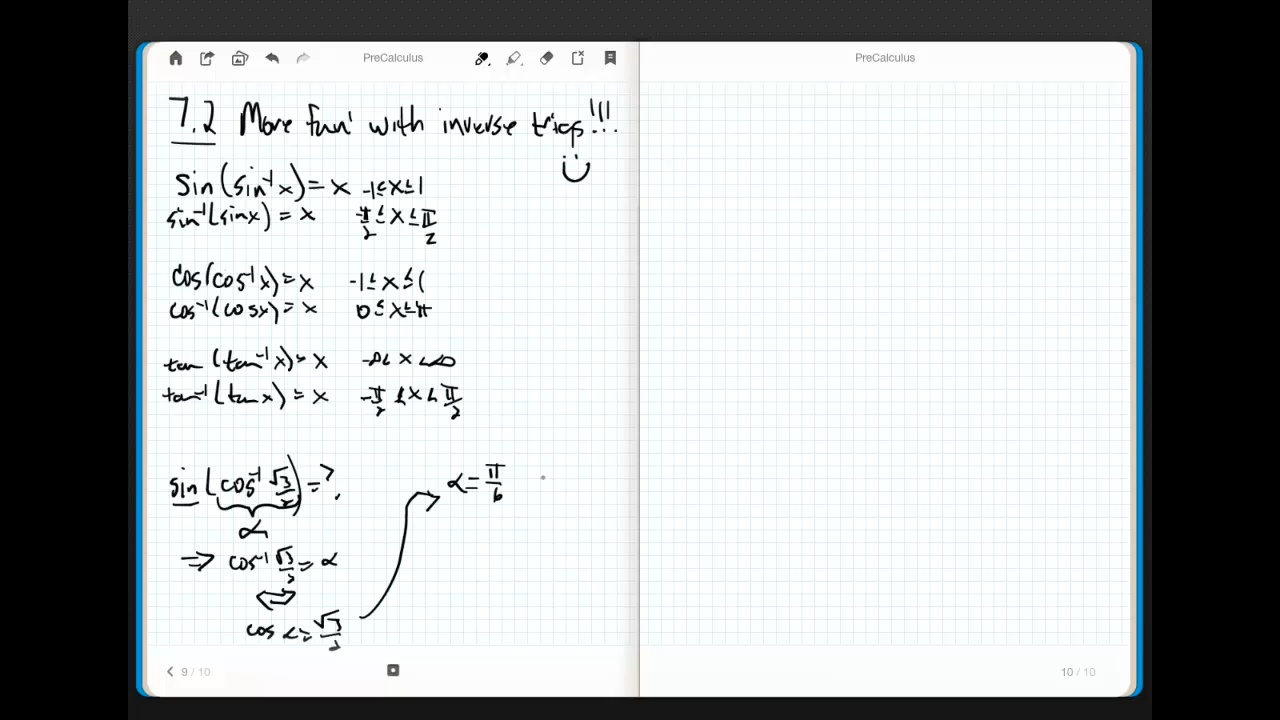 PreCalculus
PreCalculus
7.2 More fun' with inverse trigs!!!
sin(sin⁻¹x) = x -1≤x≤1
sin⁻¹(sinx) = x -π/2 ≤ x ≤ π/2
cos(cos⁻¹x) = x -1≤x≤1
cos⁻¹(cosx) = x 0≤x≤π
tan(tan⁻¹x) = x -∞<x<∞
tan⁻¹(tanx) = x -π/2 < x < π/2
sin(cos⁻¹ √3/2) = ?
α
α = π/6
⇒ cos⁻¹ √3/2 = α
⇔
cos α = √3/2
9 / 10
10 / 10